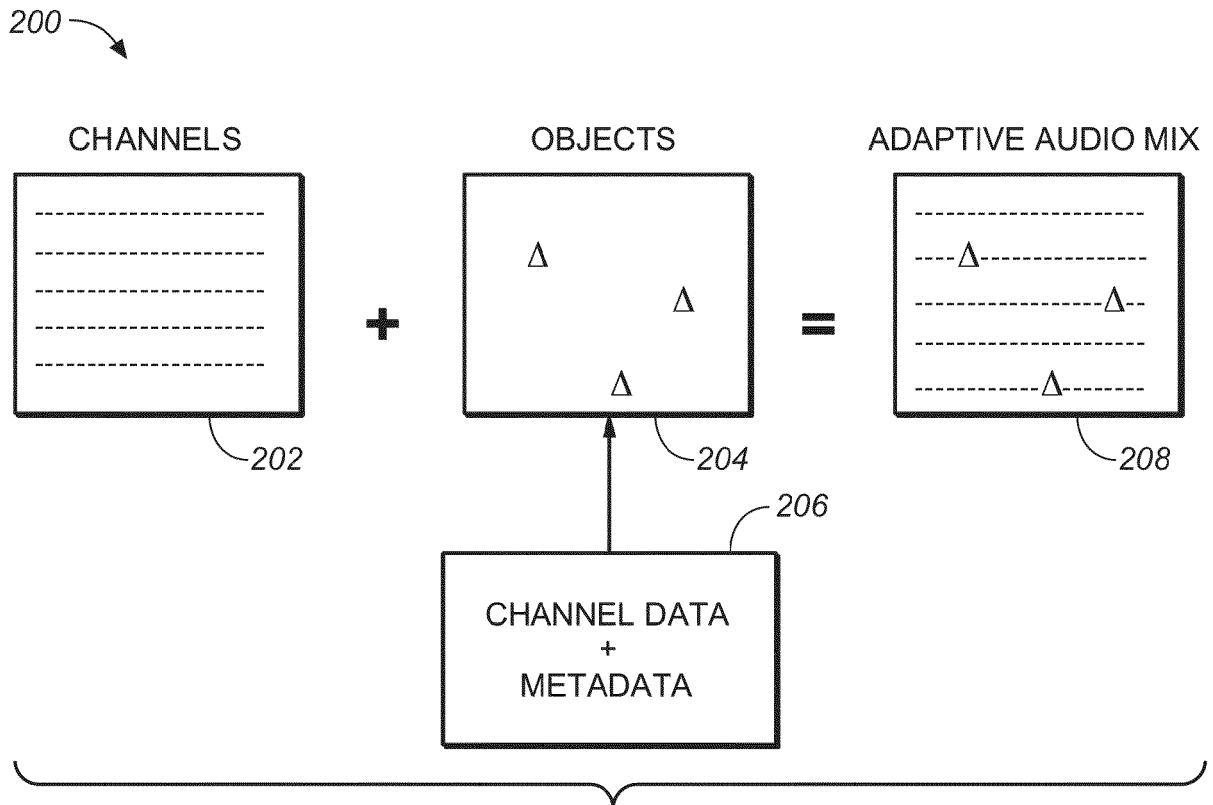 200
CHANNELS
OBJECTS
ADAPTIVE AUDIO MIX
Δ
Δ
Δ
+
=
Δ
Δ
Δ
202
204
208
206
CHANNEL DATA
+
METADATA